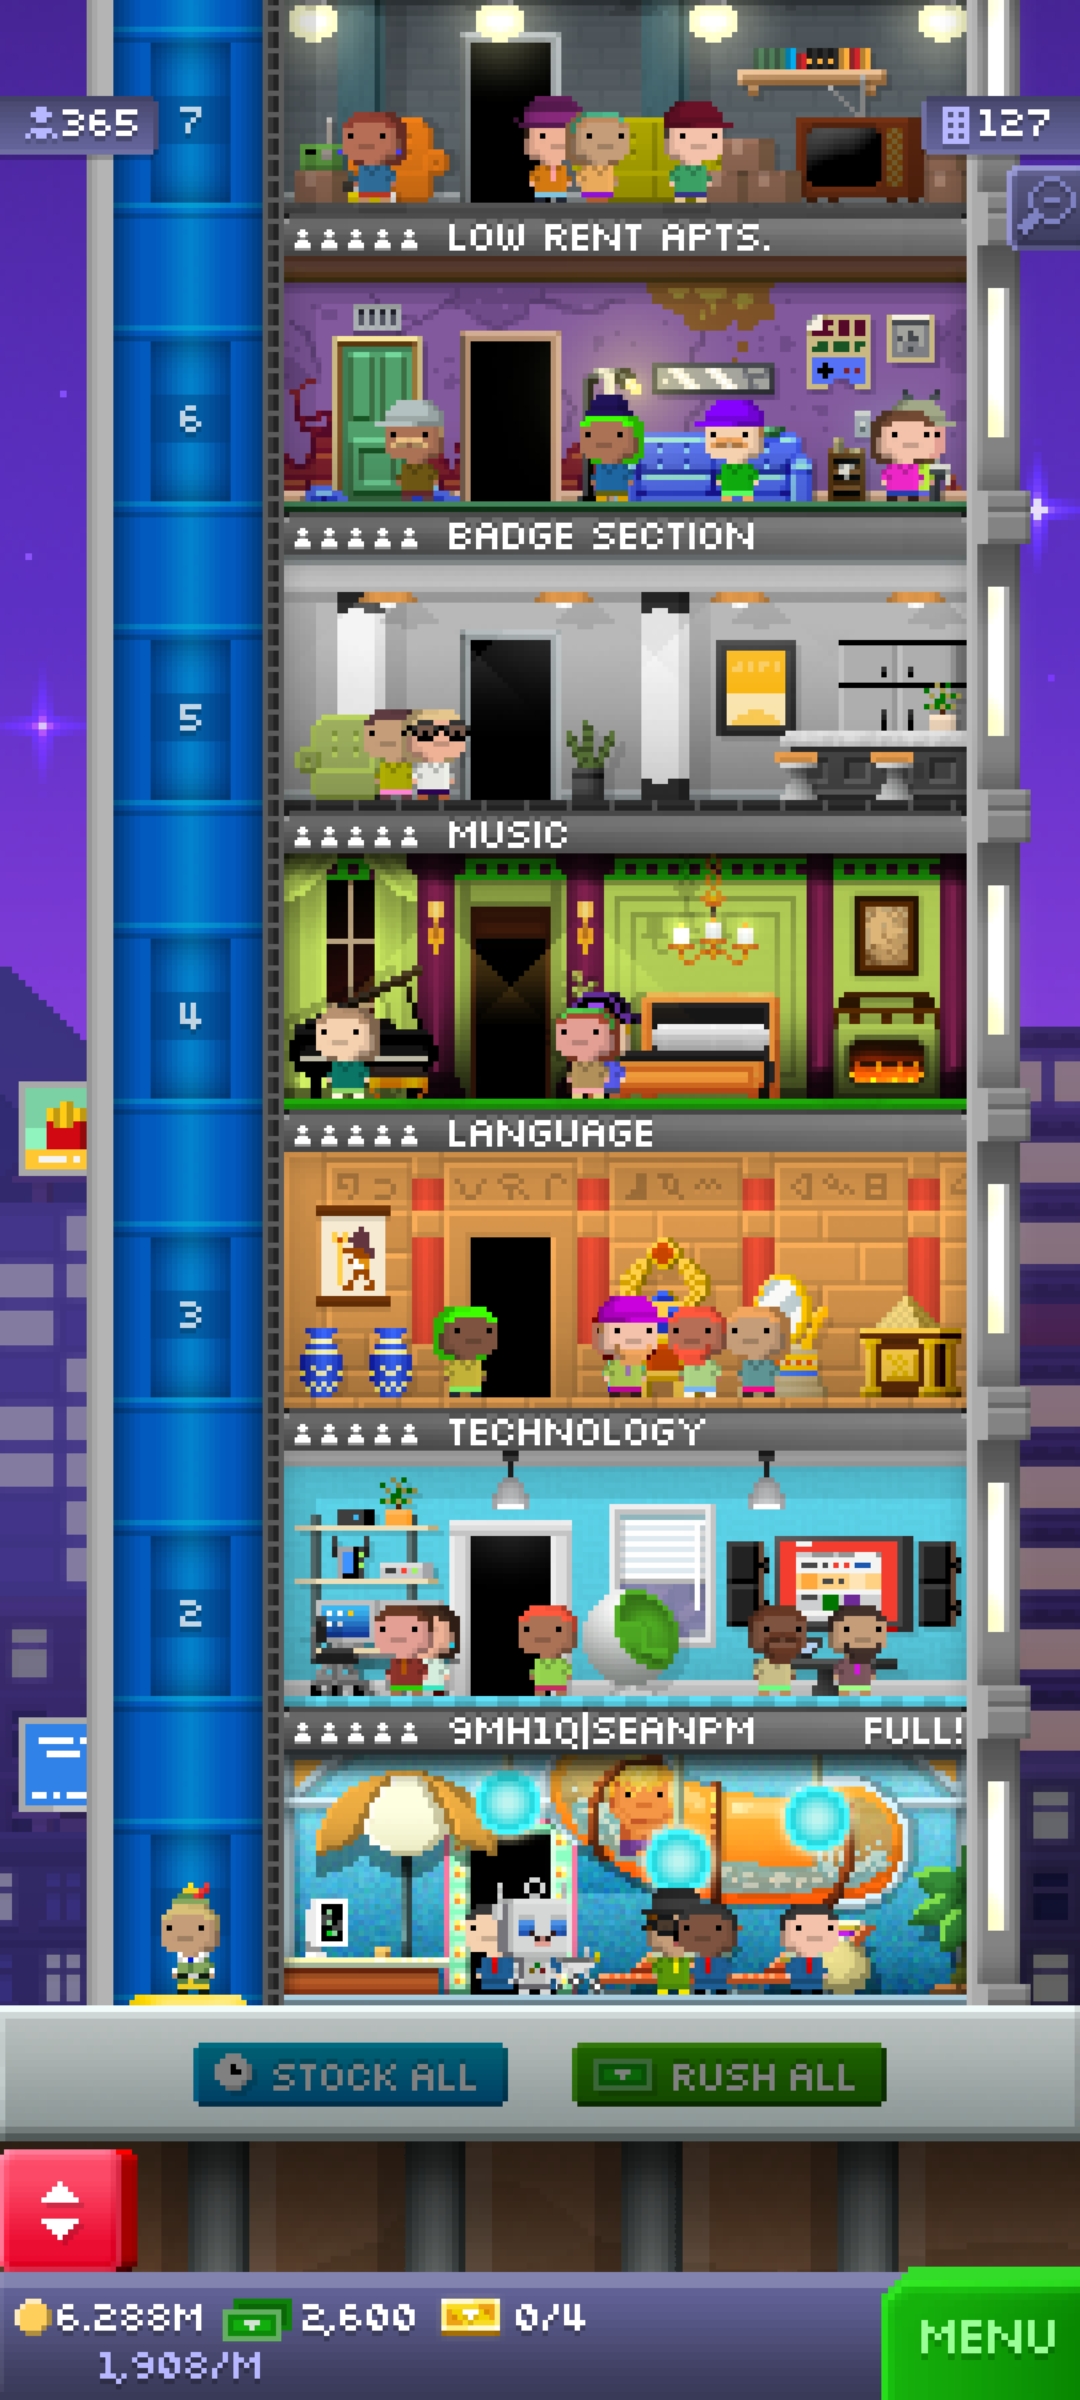 365
7
127
LOW RENT APTS.
6
BADGE SECTION
5
MUSIC
4
LANGUAGE
3
TECHNOLOGY
2
9MH1Q|SEANPM FULL!
STOCK ALL
RUSH ALL
6.288M 2,600 0/4
1,908/M
MENU